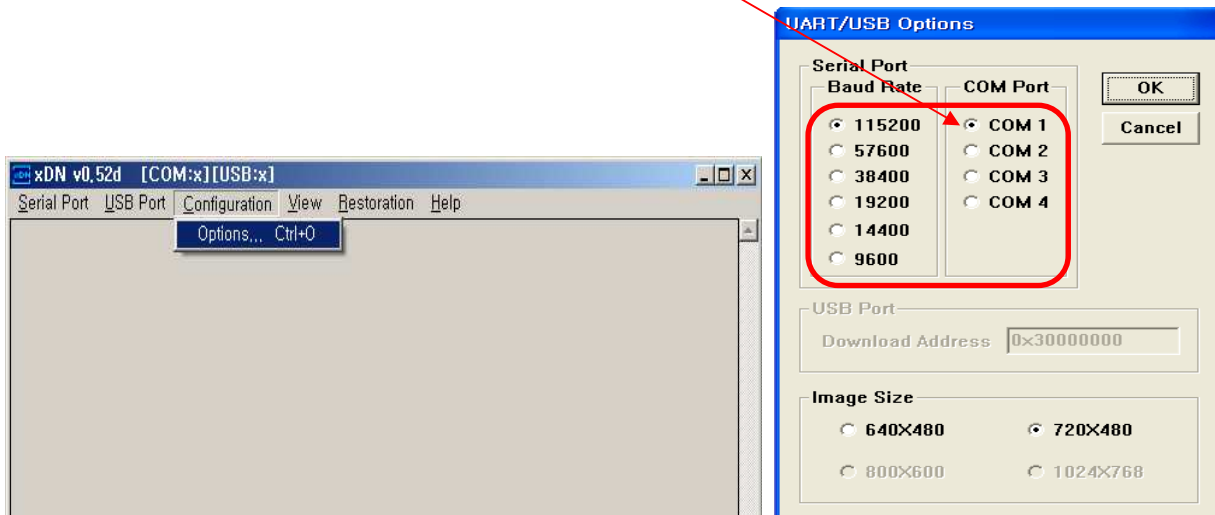 xDN v0.52d [COM:x][USB:x]
Serial Port USB Port Configuration View Restoration Help
Options... Ctrl+O
UART/USB Options
Serial Port
Baud Rate COM Port
115200 COM 1
57600 COM 2
38400 COM 3
19200 COM 4
14400
9600
OK
Cancel
USB Port
Download Address 0x30000000
Image Size
640X480 720X480
800X600 1024X768